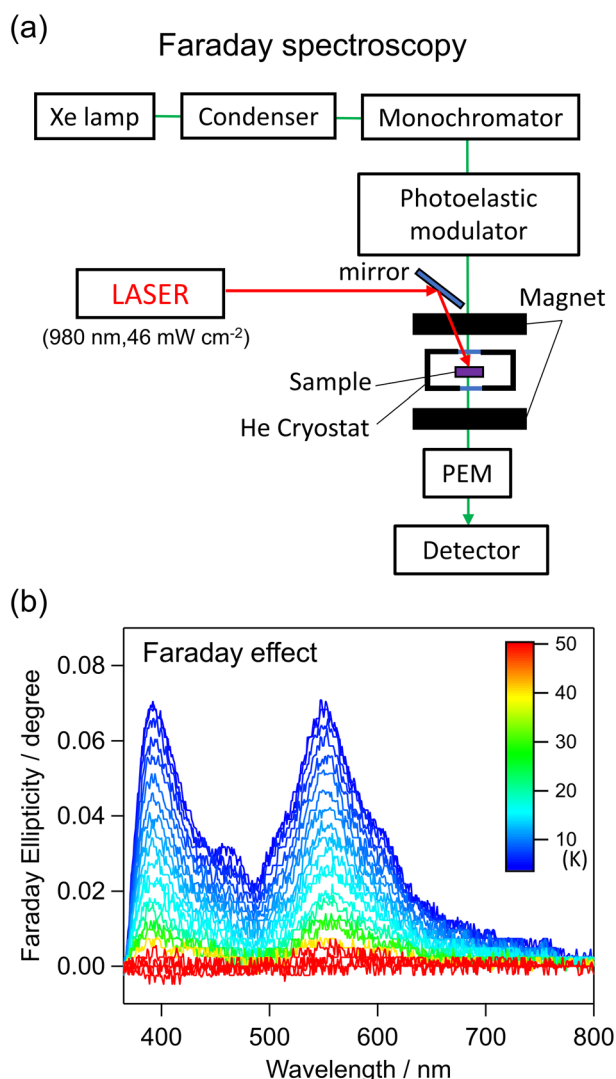 (a)
Faraday spectroscopy
Xe lamp
Condenser
Monochromator
Photoelastic
modulator
mirror
LASER
(980 nm,46 mW cm⁻²)
Magnet
Sample
He Cryostat
PEM
Detector
(b)
Faraday effect
50
40
30
20
10
(K)
0.08
0.06
0.04
0.02
0.00
Faraday Ellipticity / degree
400
500
600
700
800
Wavelength / nm